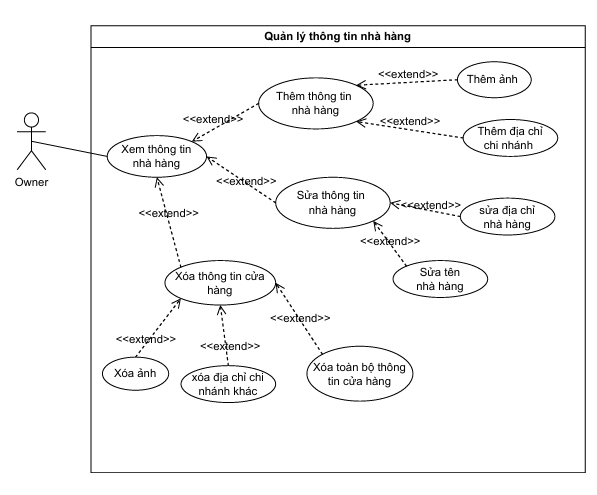 Quản lý thông tin nhà hàng
Thêm ảnh
<<extend>>
Thêm thông tin
nhà hàng
<<extend>>
<<extend>>
Thêm địa chỉ
chi nhánh
Xem thông tin
nhà hàng
Owner
<<extend>>
Sửa thông tin
nhà hàng
<<extend>>
sửa địa chỉ
nhà hàng
<<extend>>
<<extend>>
Sửa tên
nhà hàng
Xóa thông tin cửa
hàng
<<extend>>
<<extend>>
<<extend>>
Xóa ảnh
xóa địa chỉ chi
nhánh khác
Xóa toàn bộ thông
tin cửa hàng